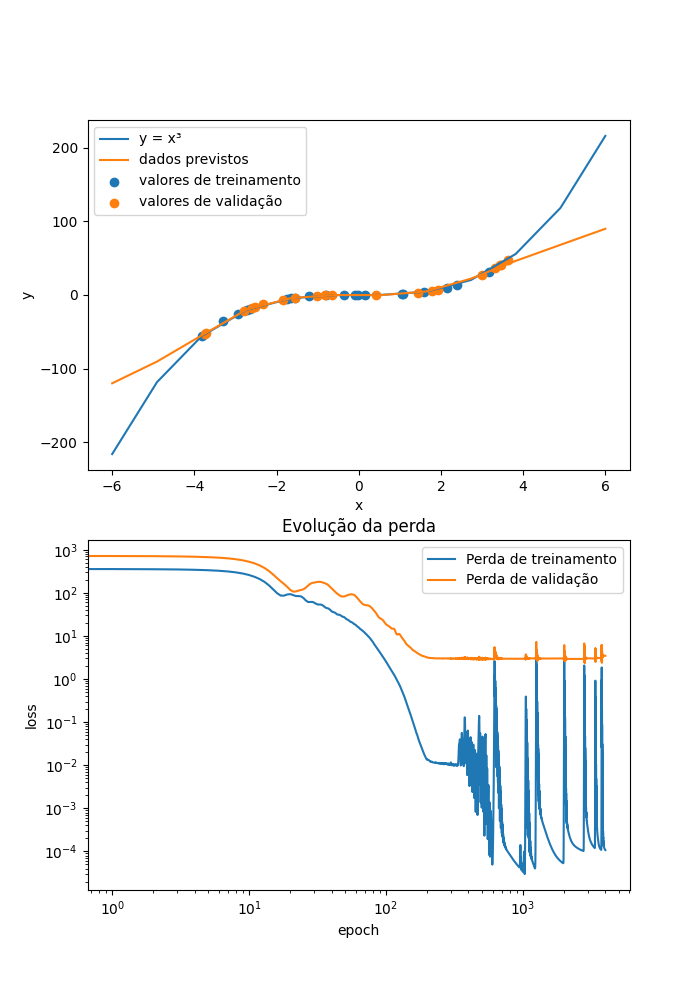 y = x³
dados previstos
valores de treinamento
valores de validação
200
100
0
−100
−200
y
−6
−4
−2
0
2
4
6
x
Evolução da perda
Perda de treinamento
Perda de validação
10³
10²
10¹
10⁰
10⁻¹
10⁻²
10⁻³
10⁻⁴
loss
10⁰
10¹
10²
10³
epoch